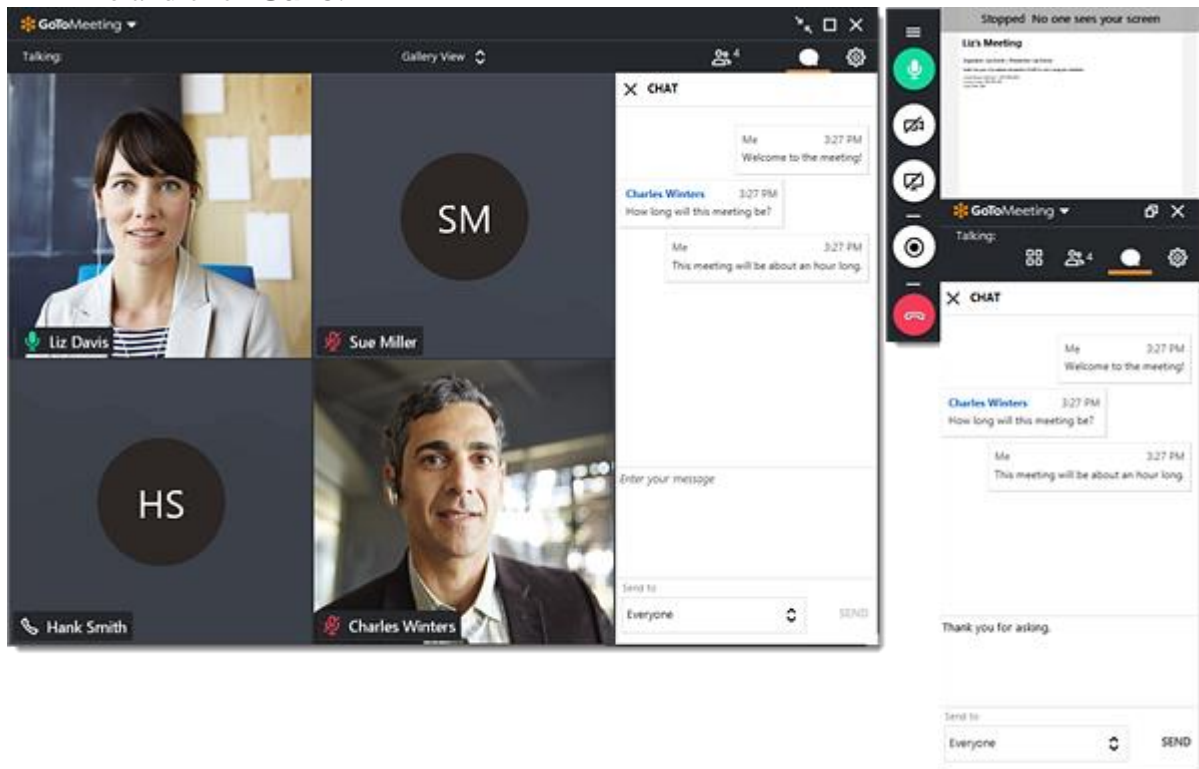 GoToMeeting
Talking:
Gallery View
4
CHAT
Me 3:27 PM
Welcome to the meeting!
Charles Winters 3:27 PM
How long will this meeting be?
Me 3:27 PM
This meeting will be about an hour long.
SM
Liz Davis
Sue Miller
HS
Hank Smith
Charles Winters
Enter your message
Send to
Everyone
SEND
Stopped No one sees your screen
Liz's Meeting
GoToMeeting
Talking:
4
CHAT
Me 3:27 PM
Welcome to the meeting!
Charles Winters 3:27 PM
How long will this meeting be?
Me 3:27 PM
This meeting will be about an hour long.
Thank you for asking.
Send to
Everyone
SEND